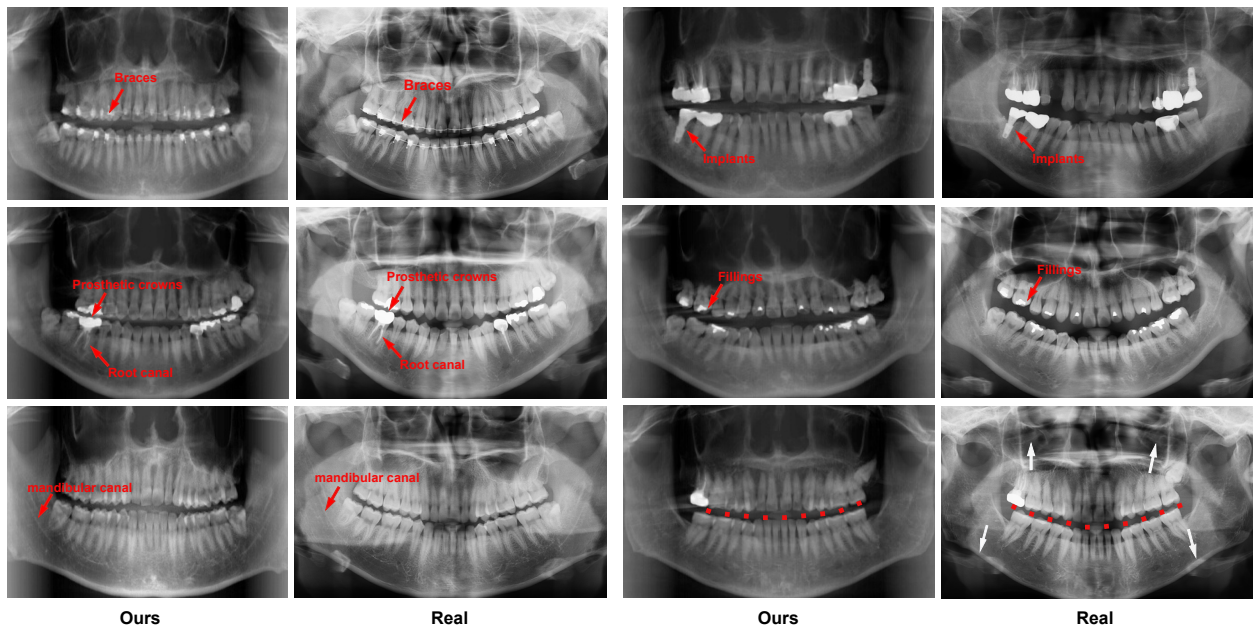 Braces
Braces
Implants
Implants
Prosthetic crowns
Root canal
Prosthetic crowns
Root canal
Fillings
Fillings
mandibular canal
mandibular canal
Ours
Real
Ours
Real